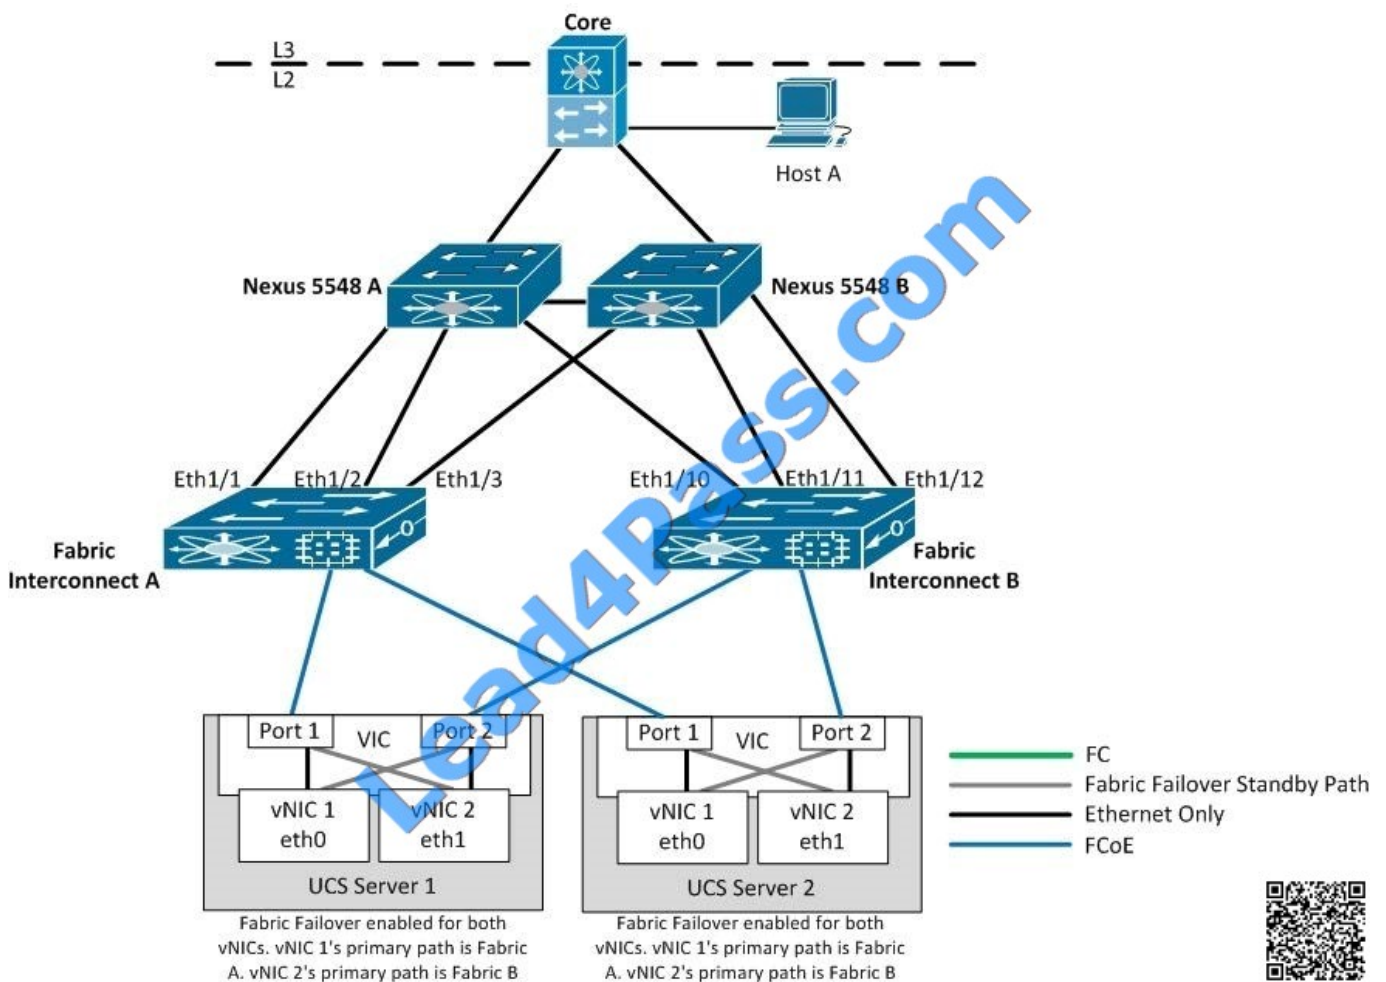 Core
L3
L2
Host A
Nexus 5548 A
Nexus 5548 B
Eth1/1
Eth1/2
Eth1/3
Eth1/10
Eth1/11
Eth1/12
Fabric
Interconnect A
Fabric
Interconnect B
Lead4Pass.com
Port 1
VIC
Port 2
vNIC 1
eth0
vNIC 2
eth1
UCS Server 1
Fabric Failover enabled for both
vNICs. vNIC 1's primary path is Fabric
A. vNIC 2's primary path is Fabric B
Port 1
VIC
Port 2
vNIC 1
eth0
vNIC 2
eth1
UCS Server 2
Fabric Failover enabled for both
vNICs. vNIC 1's primary path is Fabric
A. vNIC 2's primary path is Fabric B
FC
Fabric Failover Standby Path
Ethernet Only
FCoE